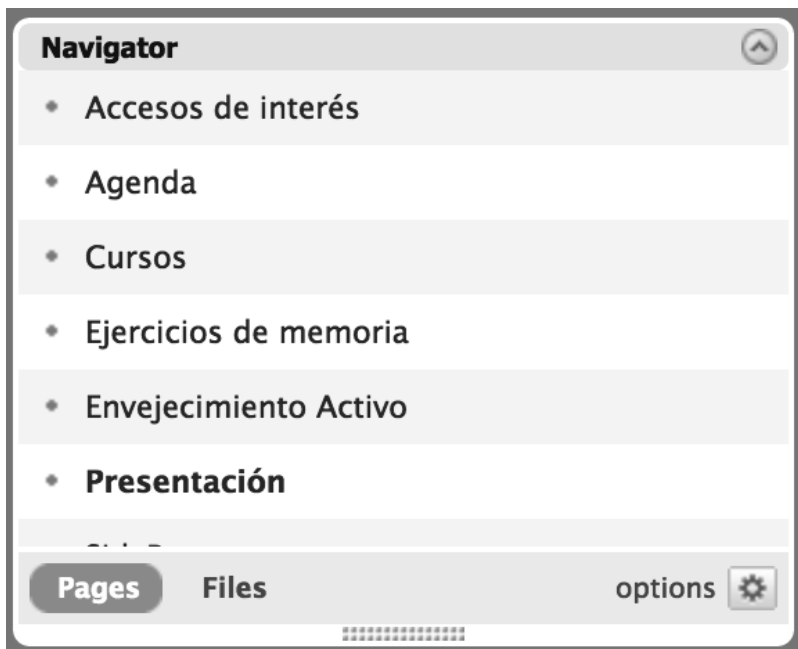 Navigator
Accesos de interés
Agenda
Cursos
Ejercicios de memoria
Envejecimiento Activo
Presentación
Pages
Files
options